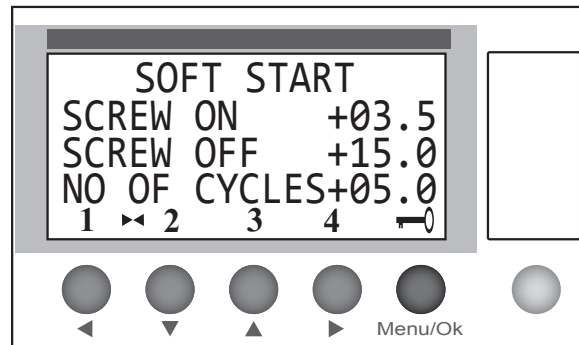 SOFT START
SCREW ON +03.5
SCREW OFF +15.0
NO OF CYCLES+05.0
1 2 3 4
Menu/Ok